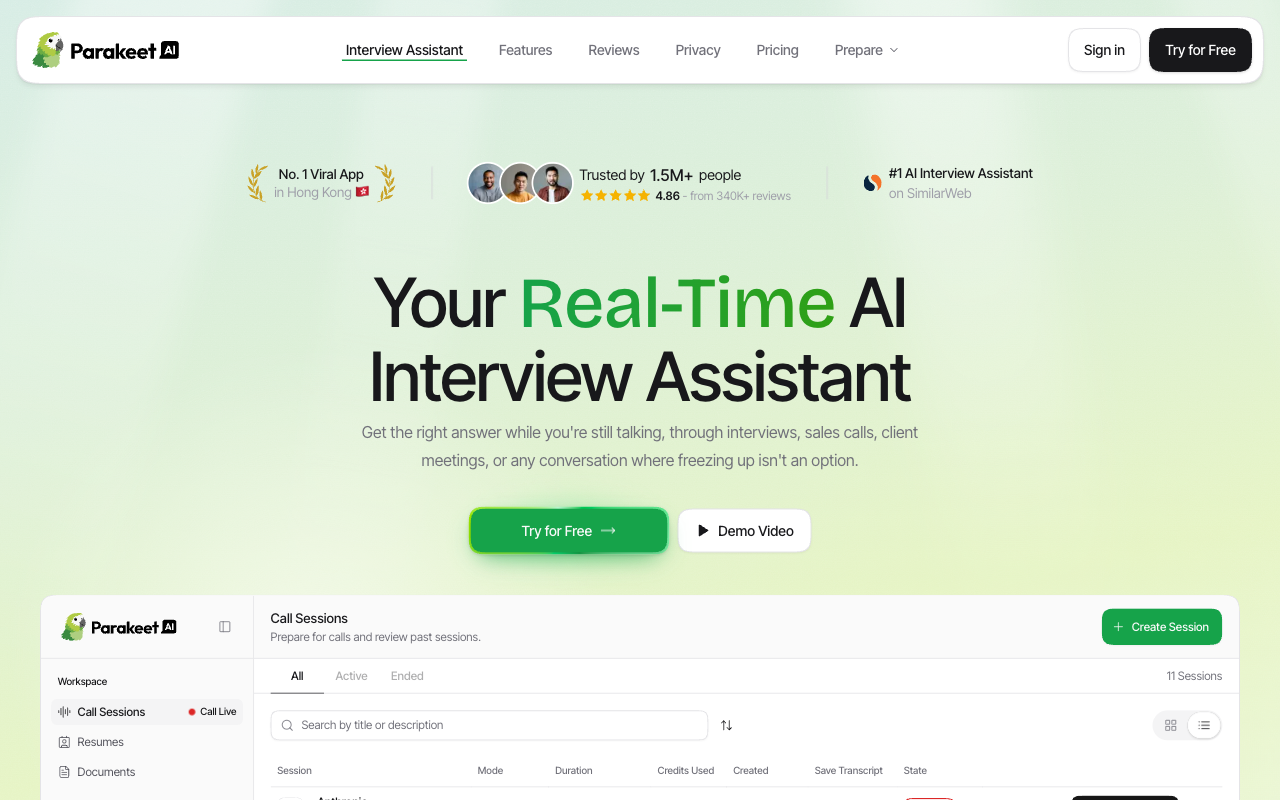 Parakeet AI
Interview Assistant
Features
Reviews
Privacy
Pricing
Prepare
Sign in
Try for Free
No. 1 Viral App
in Hong Kong 🇭🇰
Trusted by 1.5M+ people
4.86 - from 340K+ reviews
#1 AI Interview Assistant
on SimilarWeb
Your Real-Time AI
Interview Assistant
Get the right answer while you're still talking, through interviews, sales calls, client
meetings, or any conversation where freezing up isn't an option.
Try for Free →
Demo Video
Parakeet AI
Call Sessions
Prepare for calls and review past sessions.
+ Create Session
Workspace
Call Sessions
Call Live
Resumes
Documents
All
Active
Ended
11 Sessions
Search by title or description
Session
Mode
Duration
Credits Used
Created
Save Transcript
State